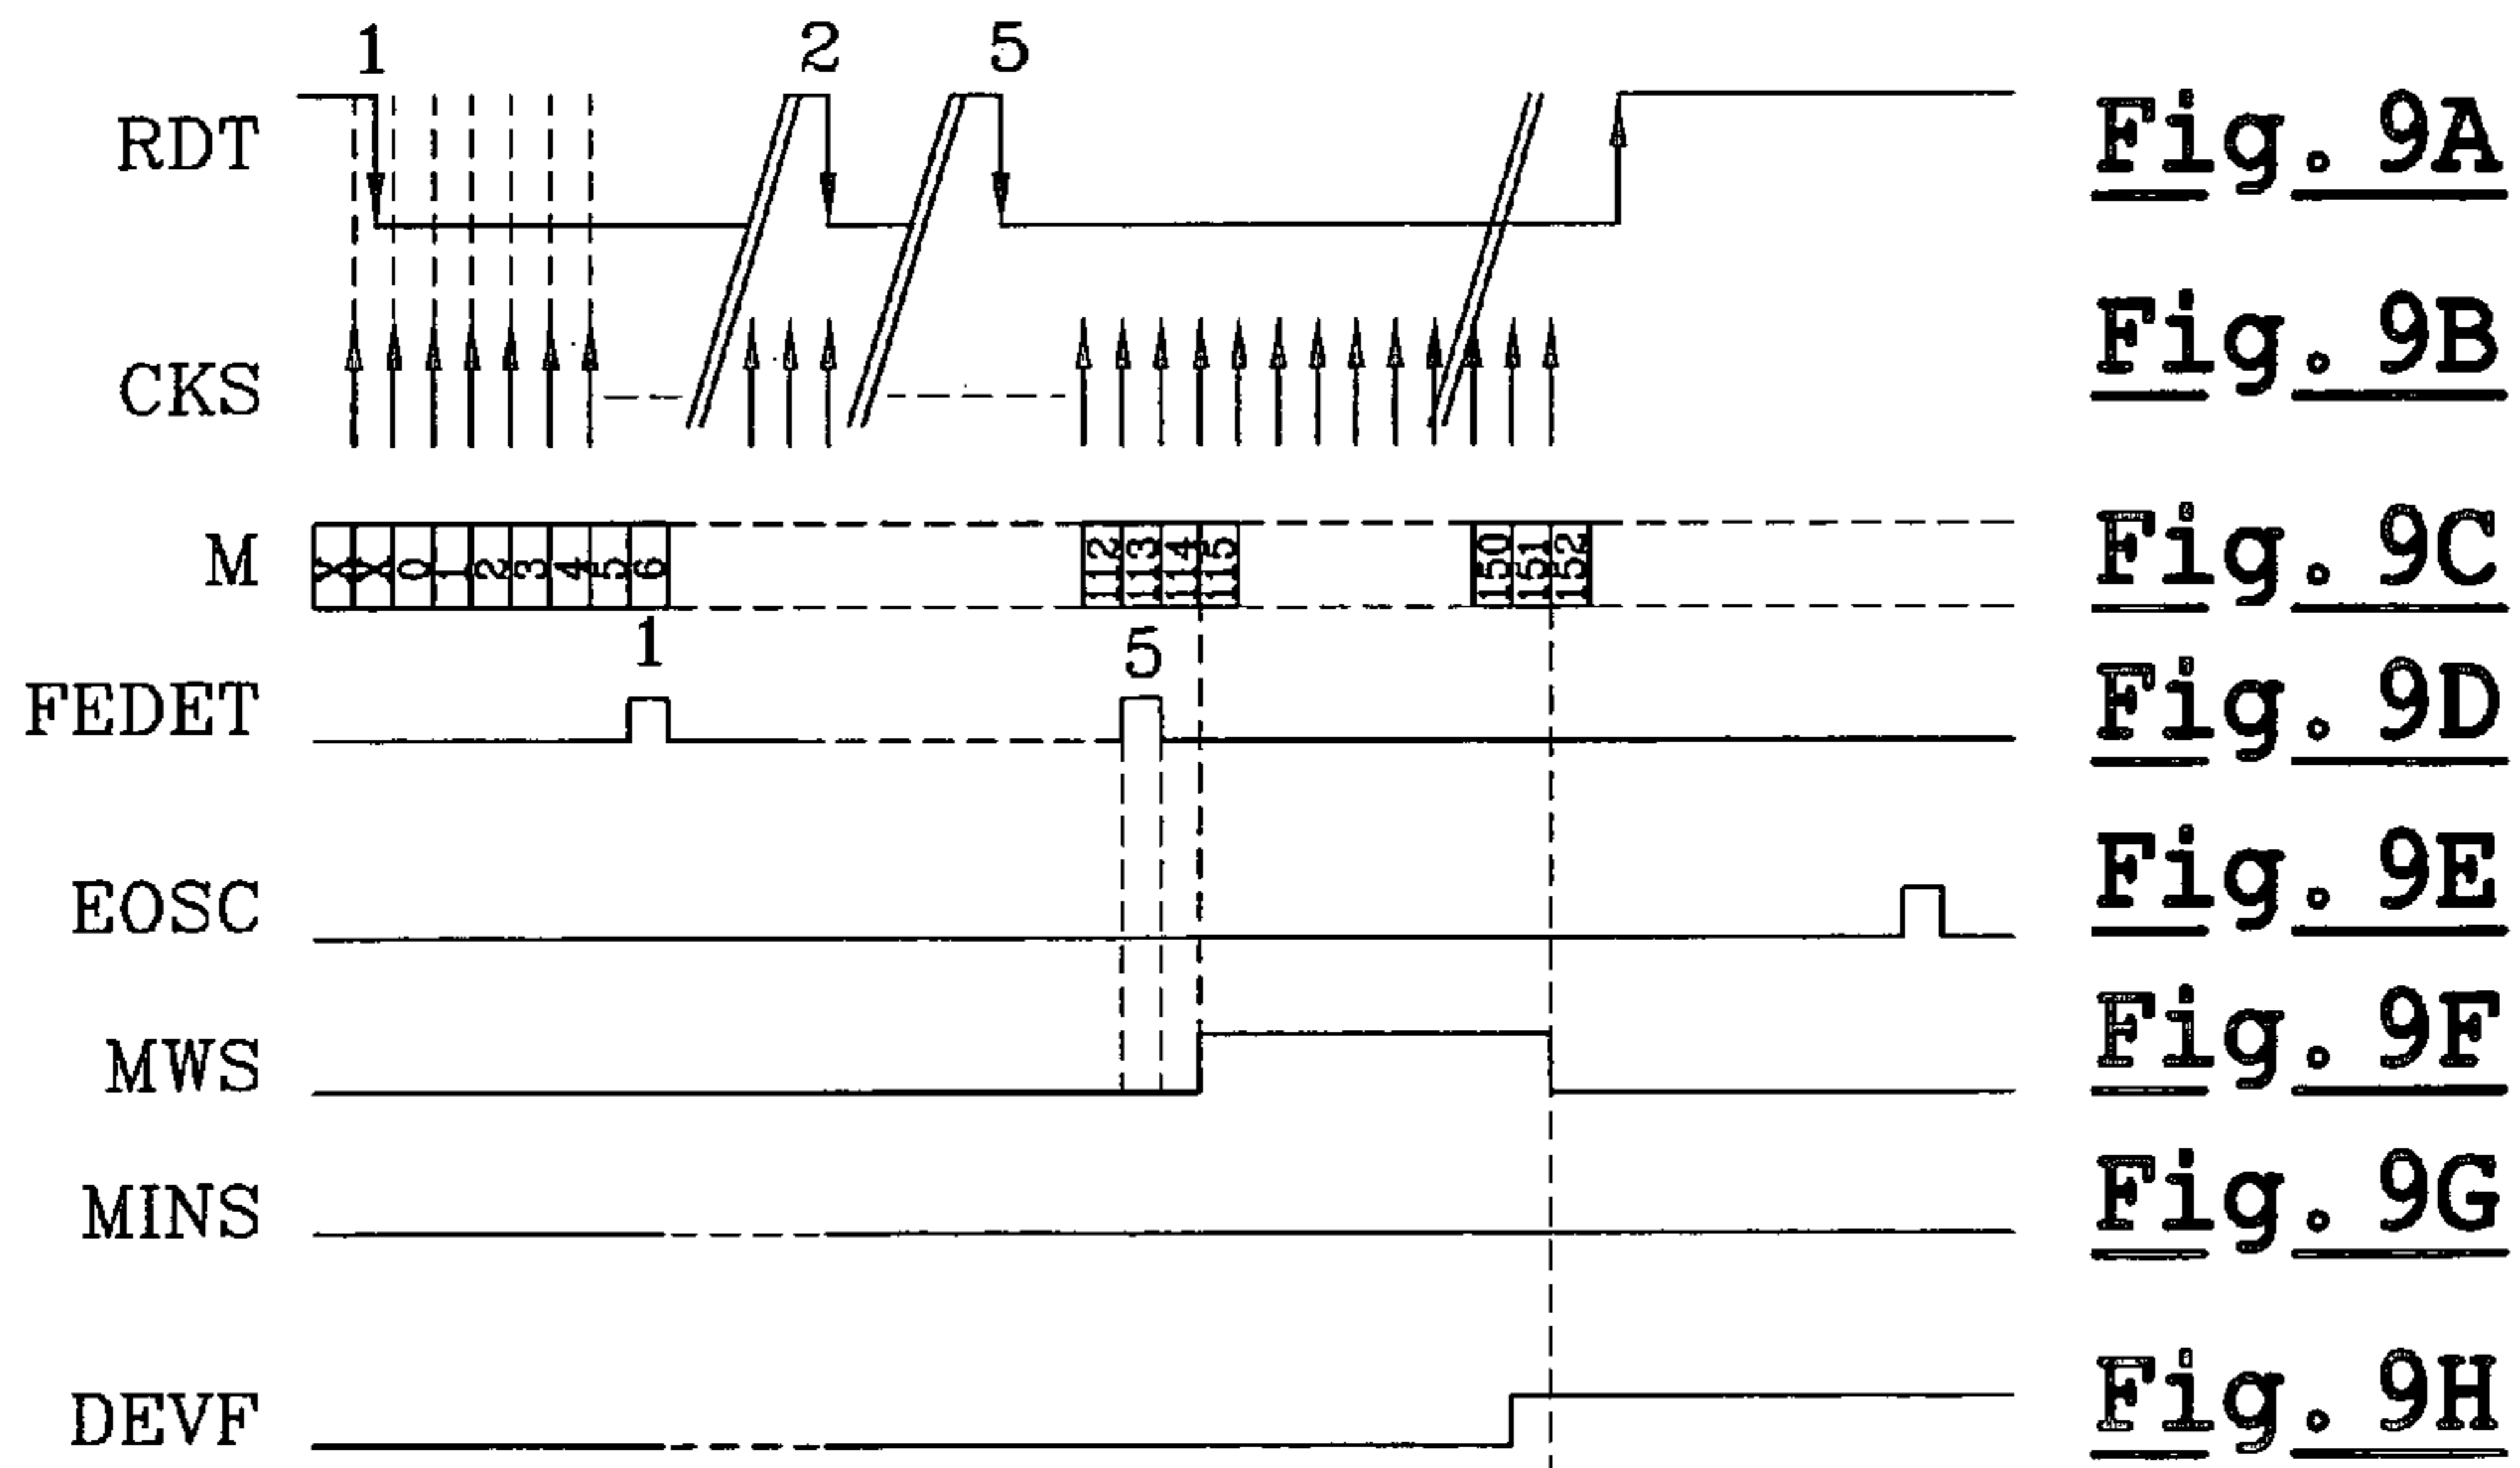 1 2 5
RDT Fig. 9A
CKS Fig. 9B
M X X 0 1 2 3 4 5 6 112 113 114 115 150 151 152 Fig. 9C
1 5
FEDET Fig. 9D
EOSC Fig. 9E
MWS Fig. 9F
MINS Fig. 9G
DEVF Fig. 9H